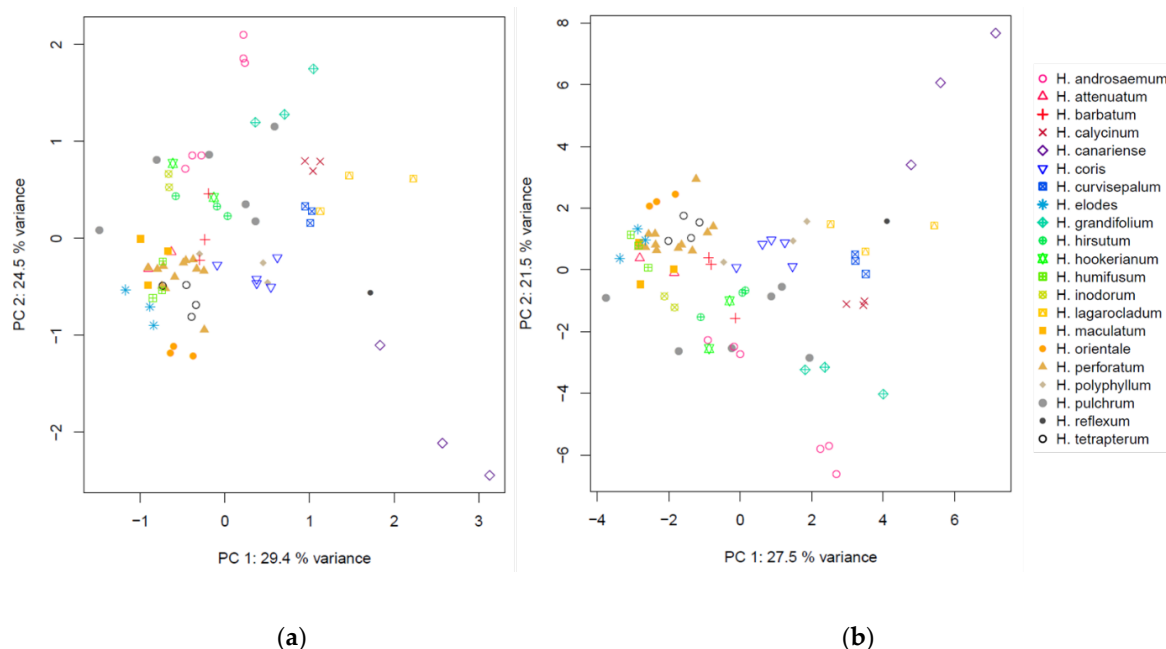 2
1
0
−1
−2
PC 2: 24.5 % variance
−1
0
1
2
3
PC 1: 29.4 % variance
(a)
8
6
4
2
0
−2
−4
−6
PC 2: 21.5 % variance
−4
−2
0
2
4
6
PC 1: 27.5 % variance
(b)
H. androsaemum
H. attenuatum
H. barbatum
H. calycinum
H. canariense
H. coris
H. curvisepalum
H. elodes
H. grandifolium
H. hirsutum
H. hookerianum
H. humifusum
H. inodorum
H. lagarocladum
H. maculatum
H. orientale
H. perforatum
H. polyphyllum
H. pulchrum
H. reflexum
H. tetrapterum